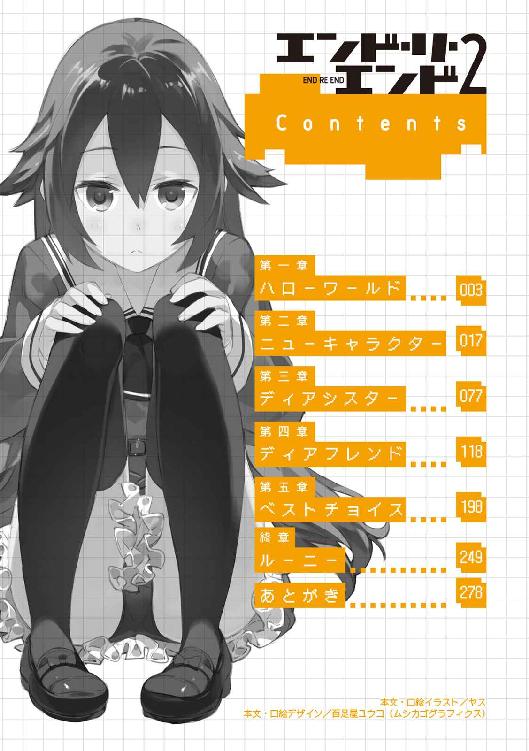 エンド・リ・
END RE END
エンド2
Contents
第一章
ハローワールド 003
第二章
ニューキャラクター 017
第三章
ディアシスター 077
第四章
ディアフレンド 118
第五章
ベストチョイス 198
終章
ルーニー 249
あとがき 278
本文・口絵イラスト／ヤス
本文・口絵デザイン／百足屋ユウコ（ムシカゴグラフィクス）